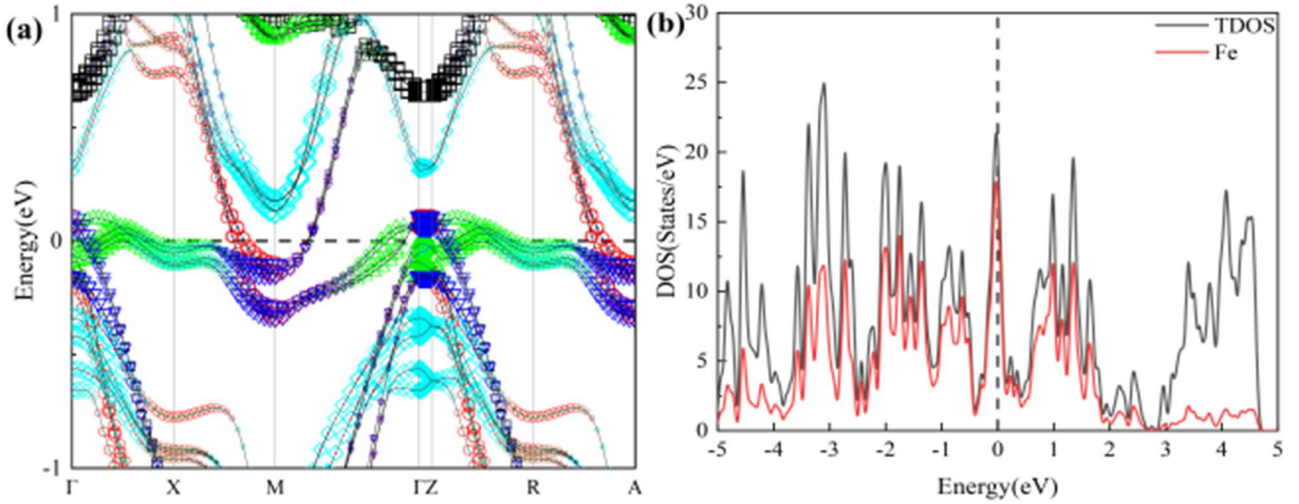 (a)
Energy(eV)
1
0
-1
Γ X M ΓZ R A
(b)
DOS(States/eV)
30
25
20
15
10
5
0
TDOS
Fe
-5 -4 -3 -2 -1 0 1 2 3 4 5
Energy(eV)